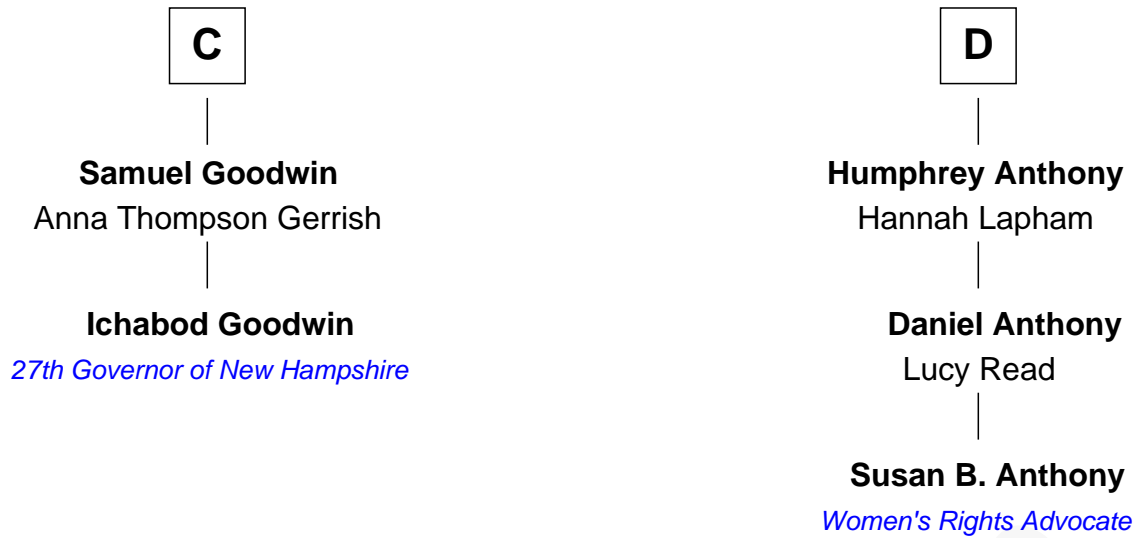 C
Samuel Goodwin
Anna Thompson Gerrish
Ichabod Goodwin
27th Governor of New Hampshire
D
Humphrey Anthony
Hannah Lapham
Daniel Anthony
Lucy Read
Susan B. Anthony
Women's Rights Advocate